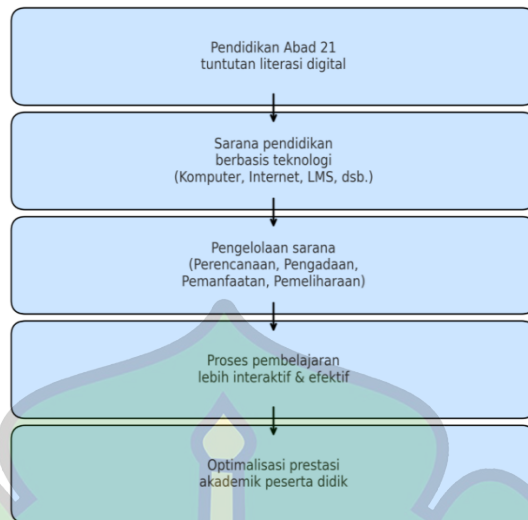 Pendidikan Abad 21
tuntutan literasi digital
Sarana pendidikan
berbasis teknologi
(Komputer, Internet, LMS, dsb.)
Pengelolaan sarana
(Perencanaan, Pengadaan,
Pemanfaatan, Pemeliharaan)
Proses pembelajaran
lebih interaktif & efektif
Optimalisasi prestasi
akademik peserta didik